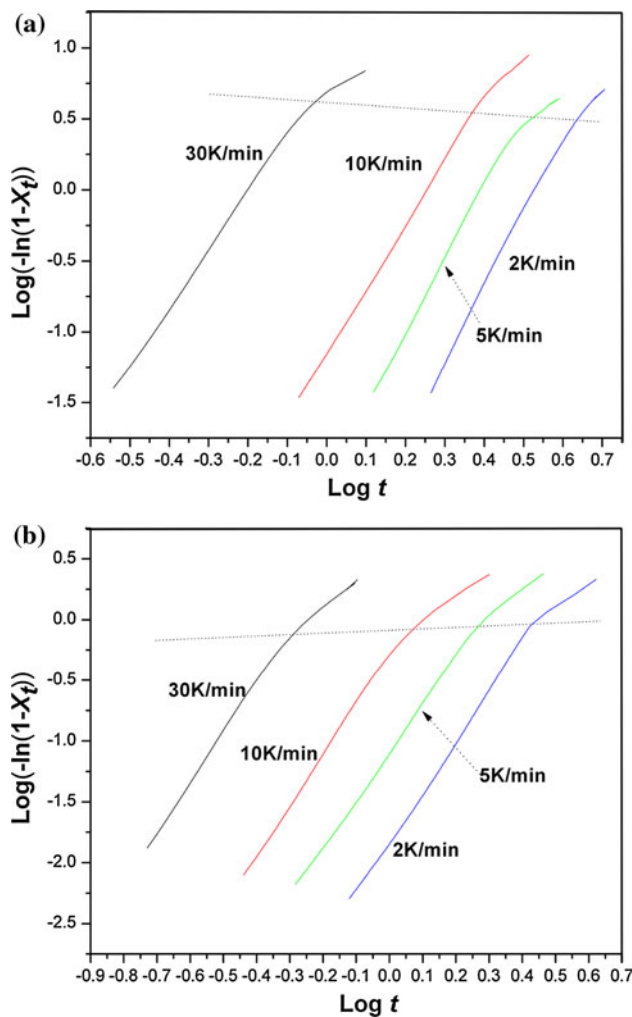 (a)
1.0
0.5
0.0
-0.5
-1.0
-1.5
Log(-ln(1-Xt))
30K/min
10K/min
2K/min
5K/min
-0.6 -0.5 -0.4 -0.3 -0.2 -0.1 0.0 0.1 0.2 0.3 0.4 0.5 0.6 0.7
Log t
(b)
0.5
0.0
-0.5
-1.0
-1.5
-2.0
-2.5
Log(-ln(1-Xt))
30K/min
10K/min
5K/min
2K/min
-0.9 -0.8 -0.7 -0.6 -0.5 -0.4 -0.3 -0.2 -0.1 0.0 0.1 0.2 0.3 0.4 0.5 0.6 0.7
Log t